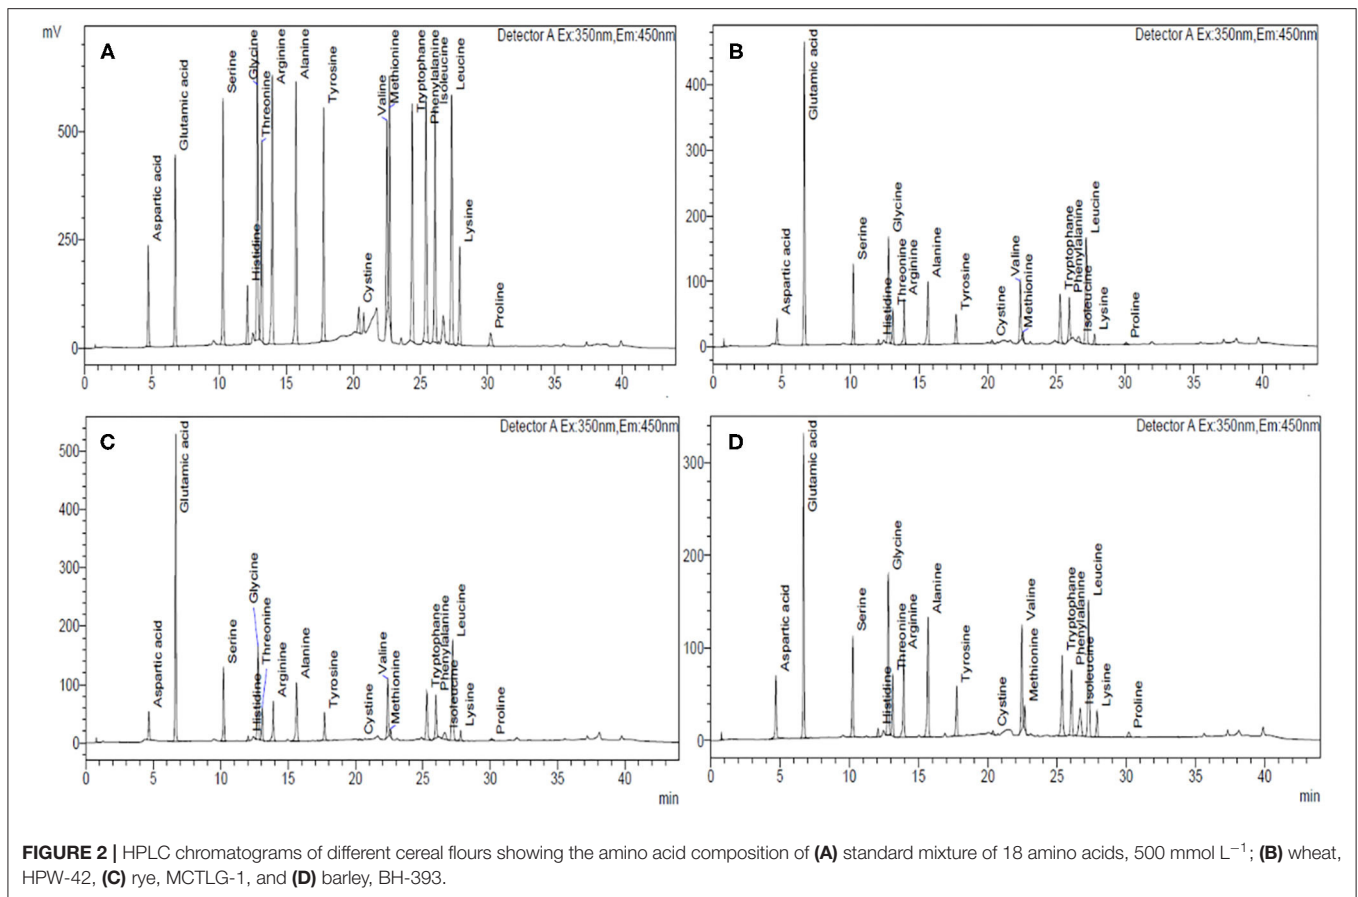 mV
A
Detector A Ex:350nm,Em:450nm
500
250
0
Aspartic acid
Glutamic acid
Serine
Histidine
Glycine
Threonine
Arginine
Alanine
Tyrosine
Cystine
Valine
Methionine
Tryptophane
Phenylalanine
Isoleucine
Leucine
Lysine
Proline
0 5 10 15 20 25 30 35 40
B
Detector A Ex:350nm,Em:450nm
400
300
200
100
0
Aspartic acid
Glutamic acid
Serine
Histidine
Glycine
Threonine
Arginine
Alanine
Tyrosine
Cystine
Valine
Methionine
Tryptophane
Phenylalanine
Isoleucine
Leucine
Lysine
Proline
0 5 10 15 20 25 30 35 40
C
Detector A Ex:350nm,Em:450nm
500
400
300
200
100
0
Aspartic acid
Glutamic acid
Serine
Glycine
Histidine
Threonine
Arginine
Alanine
Tyrosine
Cystine
Valine
Methionine
Tryptophane
Phenylalanine
Isoleucine
Leucine
Lysine
Proline
0 5 10 15 20 25 30 35 40
min
D
Detector A Ex:350nm,Em:450nm
300
200
100
0
Aspartic acid
Glutamic acid
Serine
Histidine
Glycine
Threonine
Arginine
Alanine
Tyrosine
Cystine
Valine
Methionine
Tryptophane
Phenylalanine
Isoleucine
Leucine
Lysine
Proline
0 5 10 15 20 25 30 35 40
min
FIGURE 2 | HPLC chromatograms of different cereal flours showing the amino acid composition of (A) standard mixture of 18 amino acids, 500 mmol L⁻¹; (B) wheat,
HPW-42, (C) rye, MCTLG-1, and (D) barley, BH-393.